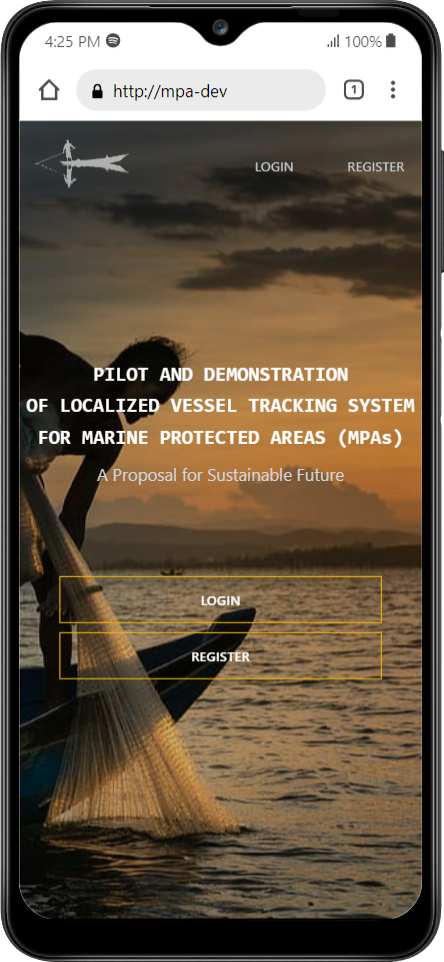 4:25 PM
100%
http://mpa-dev
1
LOGIN
REGISTER
PILOT AND DEMONSTRATION
OF LOCALIZED VESSEL TRACKING SYSTEM
FOR MARINE PROTECTED AREAS (MPAs)
A Proposal for Sustainable Future
LOGIN
REGISTER